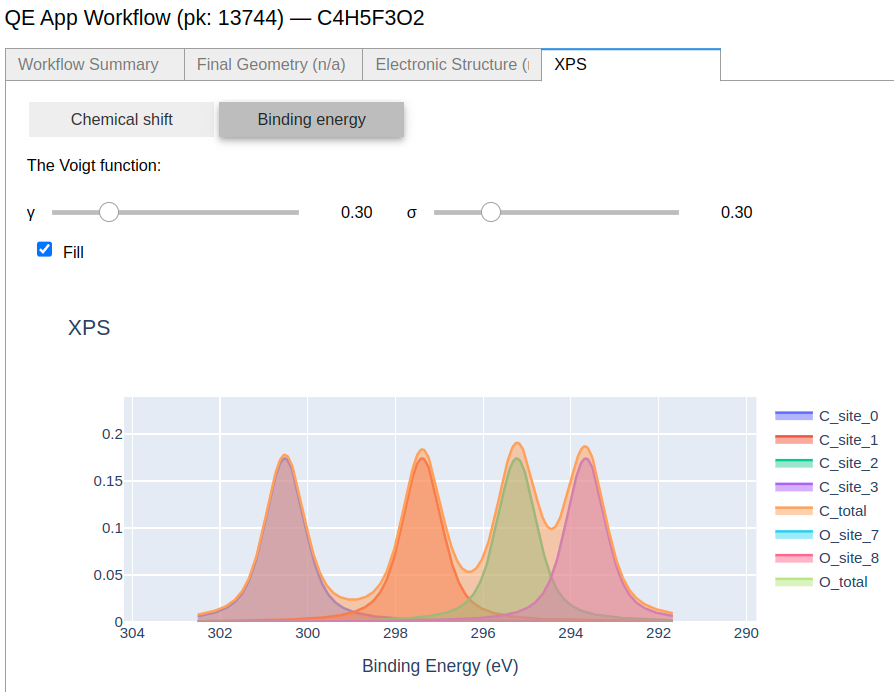 QE App Workflow (pk: 13744) — C4H5F3O2
Workflow Summary Final Geometry (n/a) Electronic Structure ( XPS
Chemical shift Binding energy
The Voigt function:
γ 0.30 σ 0.30
Fill
XPS
C_site_0
C_site_1
C_site_2
C_site_3
C_total
O_site_7
O_site_8
O_total
0.2
0.15
0.1
0.05
0
304 302 300 298 296 294 292 290
Binding Energy (eV)